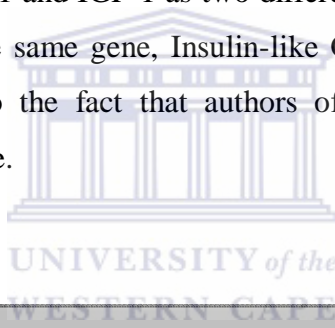 and IGF-1 as two differe
same gene, Insulin-like
the fact that authors of
UNIVERSITY of the
WESTERN CAPE